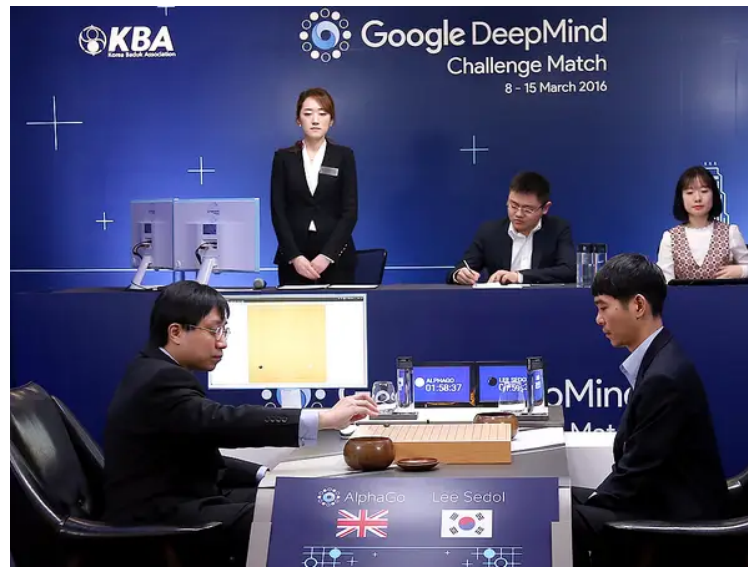 KBA
Korea Baduk Association
Google DeepMind
Challenge Match
8 - 15 March 2016
ALPHAGO
01:58:37
LEE SEDOL
AlphaGo Lee Sedol